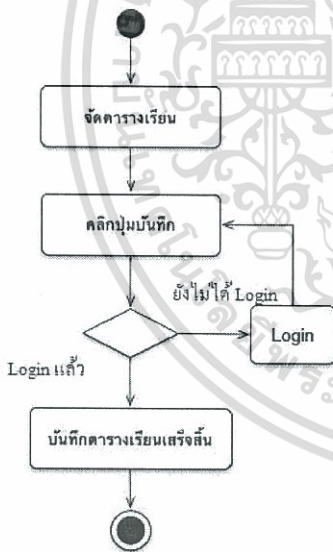 จัดตารางเรียน
คลิกปุ่มบันทึก
ยังไม่ได้ Login
Login
Login แล้ว
บันทึกตารางเรียนเสร็จสิ้น